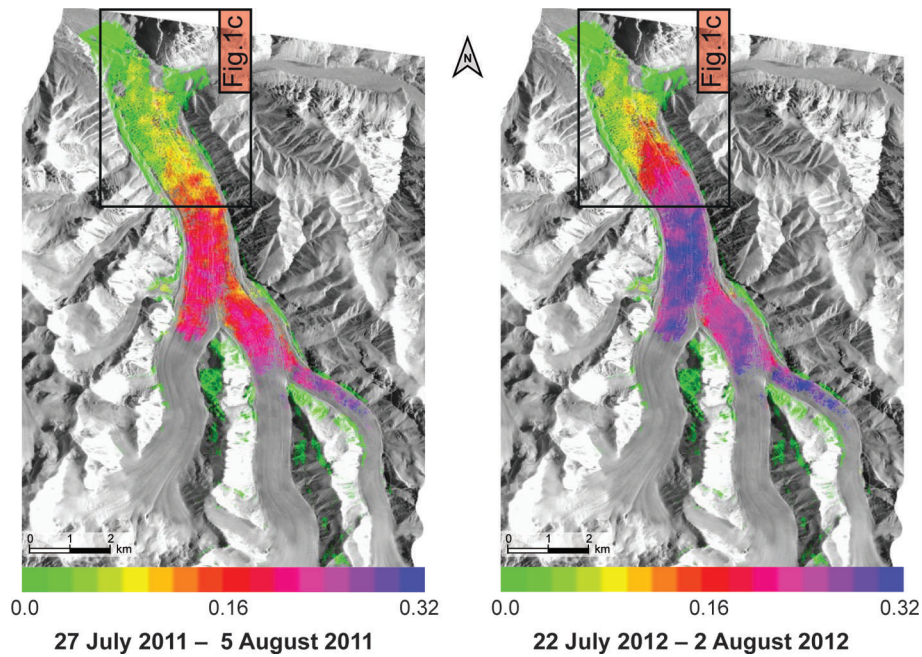 Fig.1c
N
Fig.1c
0 1 2
km
0 1 2
km
0.0 0.16 0.32
0.0 0.16 0.32
27 July 2011 – 5 August 2011
22 July 2012 – 2 August 2012